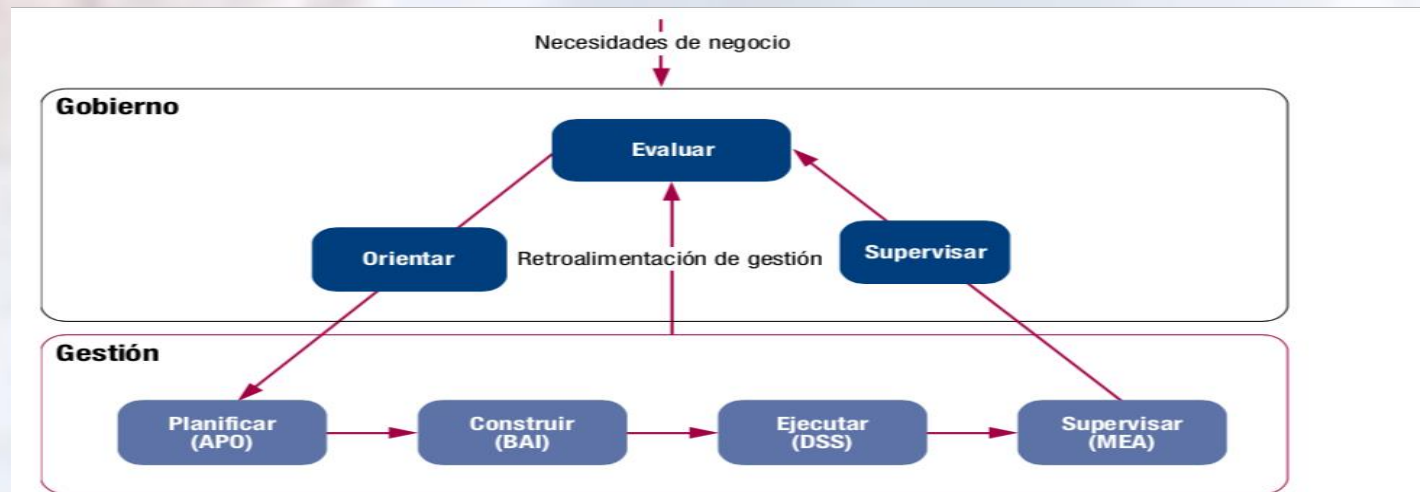 Necesidades de negocio
Gobierno
Evaluar
Orientar
Retroalimentación de gestión
Supervisar
Gestión
Planificar
(APO)
Construir
(BAI)
Ejecutar
(DSS)
Supervisar
(MEA)